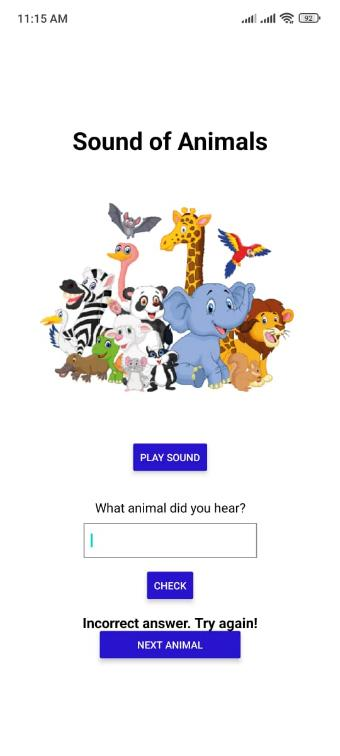 11:15 AM
92
Sound of Animals
PLAY SOUND
What animal did you hear?
CHECK
Incorrect answer. Try again!
NEXT ANIMAL